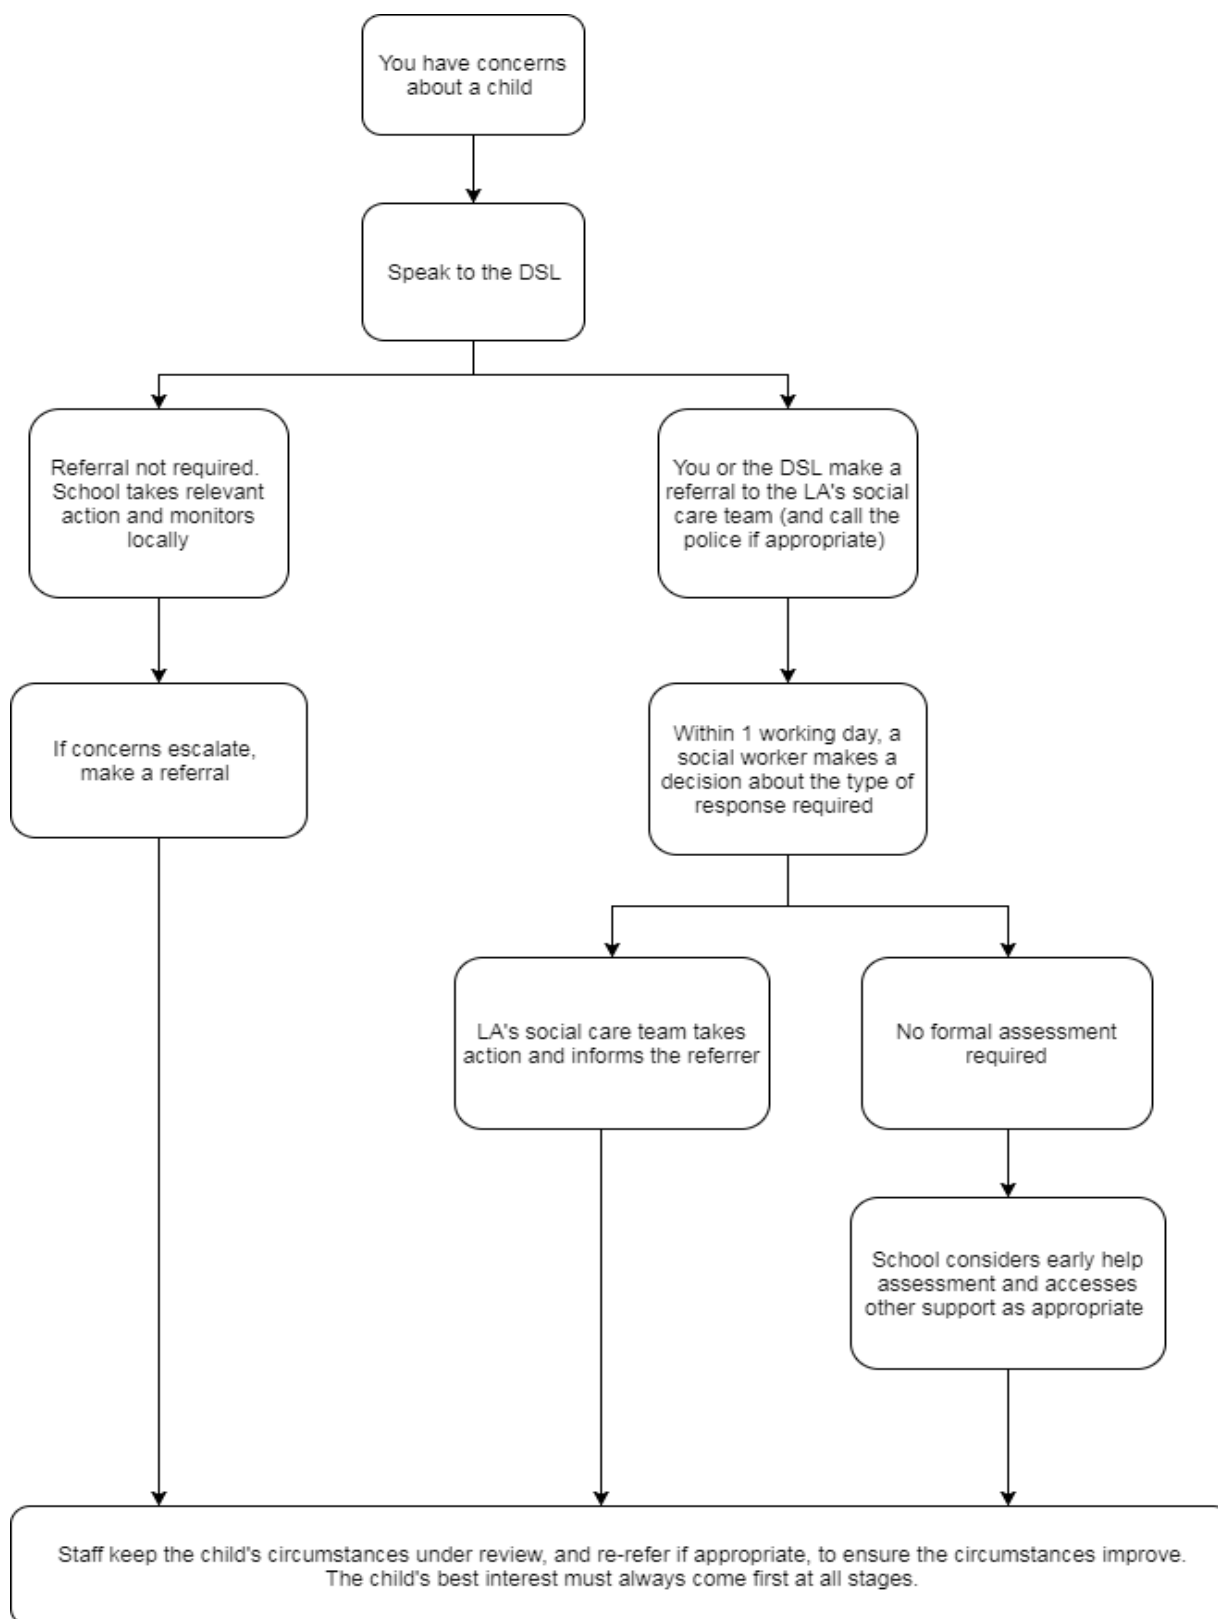 You have concerns
about a child
Speak to the DSL
Referral not required.
School takes relevant
action and monitors
locally
You or the DSL make a
referral to the LA's social
care team (and call the
police if appropriate)
If concerns escalate,
make a referral
Within 1 working day, a
social worker makes a
decision about the type of
response required
LA's social care team takes
action and informs the referrer
No formal assessment
required
School considers early help
assessment and accesses
other support as appropriate
Staff keep the child's circumstances under review, and re-refer if appropriate, to ensure the circumstances improve.
The child's best interest must always come first at all stages.